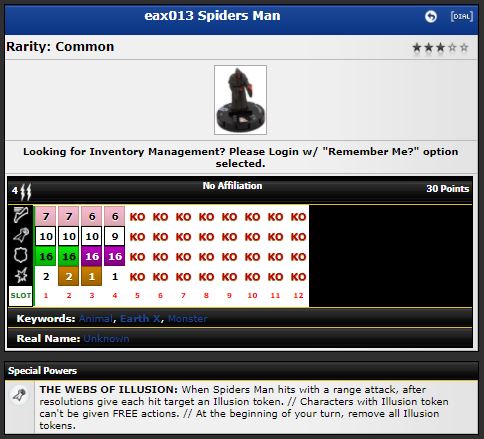 eax013 Spiders Man
[DIAL]
Rarity: Common
Looking for Inventory Management? Please Login w/ "Remember Me?" option
selected.
4 No Affiliation 30 Points
7 7 6 6 KO KO KO KO KO KO KO KO
10 10 10 9 KO KO KO KO KO KO KO KO
16 16 16 16 KO KO KO KO KO KO KO KO
2 2 1 1 KO KO KO KO KO KO KO KO
SLOT 1 2 3 4 5 6 7 8 9 10 11 12
Keywords: Animal, Earth X, Monster
Real Name: Unknown
Special Powers
THE WEBS OF ILLUSION: When Spiders Man hits with a range attack, after
resolutions give each hit target an Illusion token. // Characters with Illusion token
can't be given FREE actions. // At the beginning of your turn, remove all Illusion
tokens.